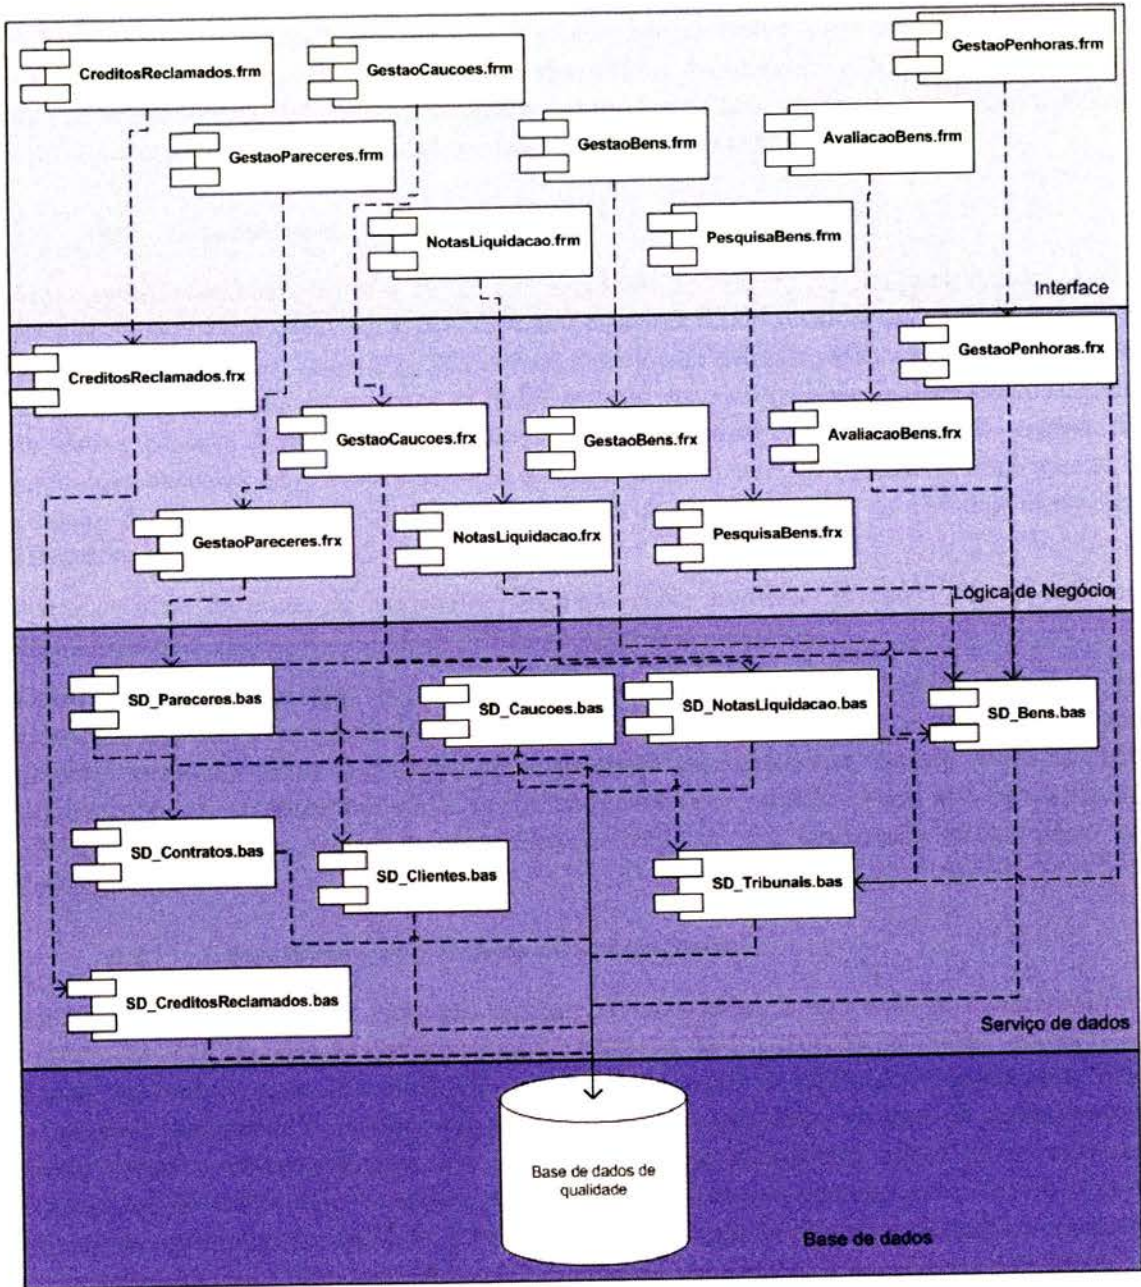 CreditosReclamados.frm
GestaoCaucoes.frm
GestaoPenhoras.frm
GestaoPareceres.frm
GestaoBens.frm
AvaliacaoBens.frm
NotasLiquidacao.frm
PesquisaBens.frm
Interface
CreditosReclamados.frx
GestaoPenhoras.frx
GestaoCaucoes.frx
GestaoBens.frx
AvaliacaoBens.frx
GestaoPareceres.frx
NotasLiquidacao.frx
PesquisaBens.frx
Lógica de Negócio
SD_Pareceres.bas
SD_Caucoes.bas
SD_NotasLiquidacao.bas
SD_Bens.bas
SD_Contratos.bas
SD_Clientes.bas
SD_Tribunais.bas
SD_CreditosReclamados.bas
Serviço de dados
Base de dados de
qualidade
Base de dados